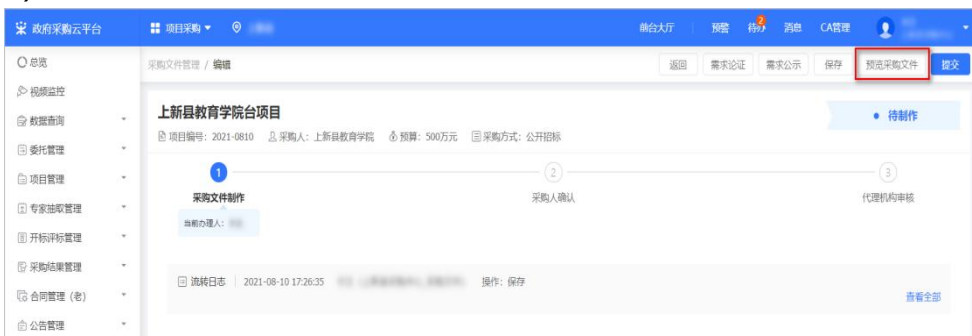 政府采购云平台 项目采购 前台大厅 预警 待办 2 消息 CA管理
总览 采购文件管理 / 编辑 返回 需求论证 需求公示 保存 预览采购文件 提交
视频监控
数据查询 上新县教育学院台项目 待制作
委托管理 项目编号：2021-0810 采购人：上新县教育学院 预算：500万元 采购方式：公开招标
项目管理 1 2 3
专家抽取管理 采购文件制作 采购人确认 代理机构审核
开标评标管理 当前办理人：
采购结果管理
合同管理（老） 流转日志 2021-08-10 17:26:35 操作：保存
查看全部
公告管理